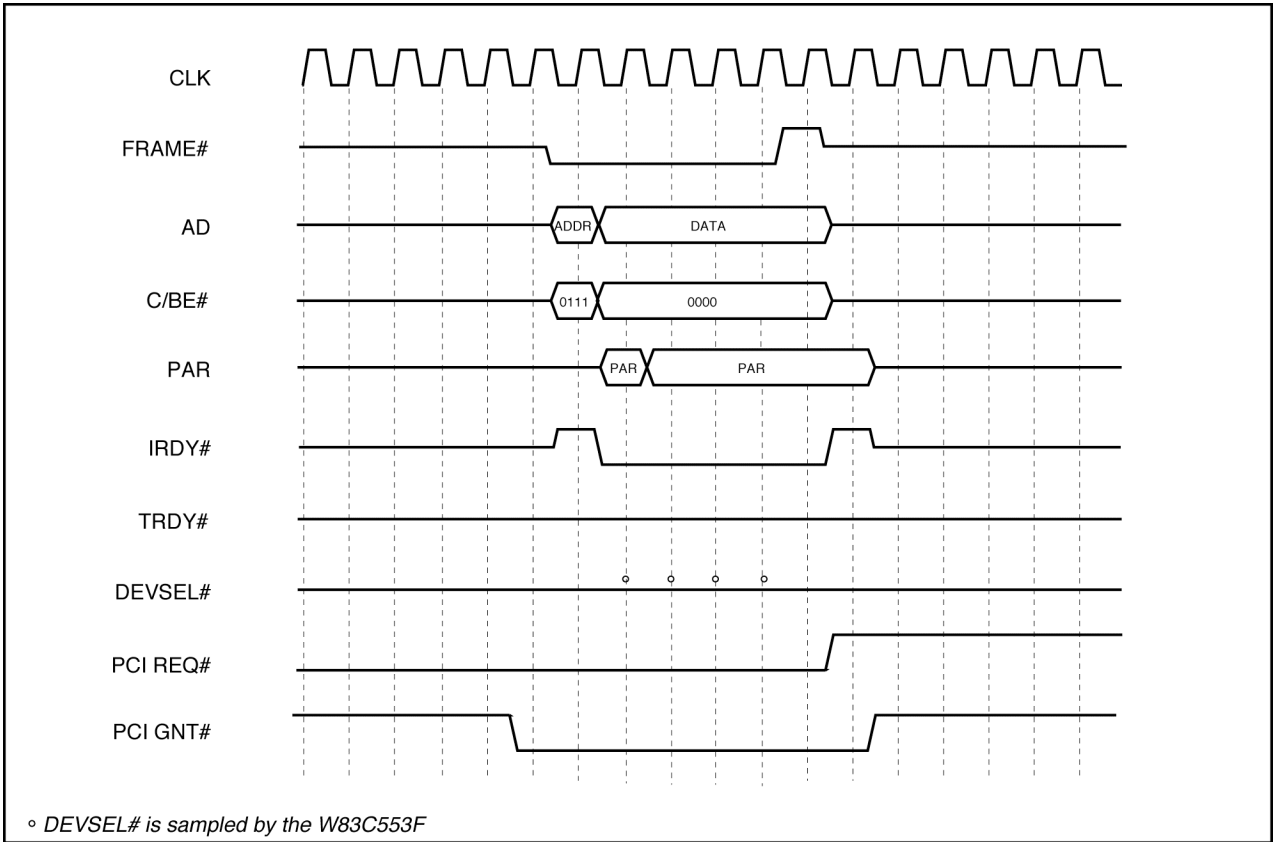 CLK
FRAME#
AD
ADDR DATA
C/BE#
0111 0000
PAR
PAR PAR
IRDY#
TRDY#
DEVSEL#
PCI REQ#
PCI GNT#
° DEVSEL# is sampled by the W83C553F